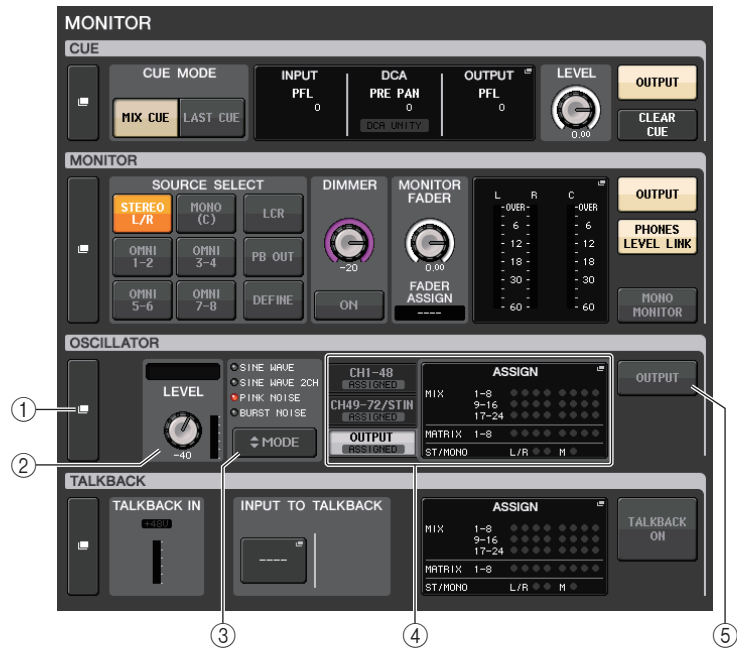 MONITOR
CUE
CUE MODE
MIX CUE
LAST CUE
INPUT
PFL
0
DCA
PRE PAN
0
DCA UNITY
OUTPUT
PFL
0
LEVEL
0.00
OUTPUT
CLEAR
CUE
MONITOR
SOURCE SELECT
STEREO
L/R
MONO
(C)
LCR
OMNI
1-2
OMNI
3-4
PB OUT
OMNI
5-6
OMNI
7-8
DEFINE
DIMMER
-20
ON
MONITOR
FADER
0.00
FADER
ASSIGN
----
L R C
-OVER- -OVER
6 6
12 12
18 18
30 30
60 60
OUTPUT
PHONES
LEVEL LINK
MONO
MONITOR
OSCILLATOR
LEVEL
-40
SINE WAVE
SINE WAVE 2CH
PINK NOISE
BURST NOISE
MODE
CH1-48
ASSIGNED
CH49-72/STIN
ASSIGNED
OUTPUT
ASSIGNED
ASSIGN
MIX 1-8
9-16
17-24
MATRIX 1-8
ST/MONO L/R M
OUTPUT
TALKBACK
TALKBACK IN
+48V
INPUT TO TALKBACK
----
ASSIGN
MIX 1-8
9-16
17-24
MATRIX 1-8
ST/MONO L/R M
TALKBACK
ON
1
2
3
4
5